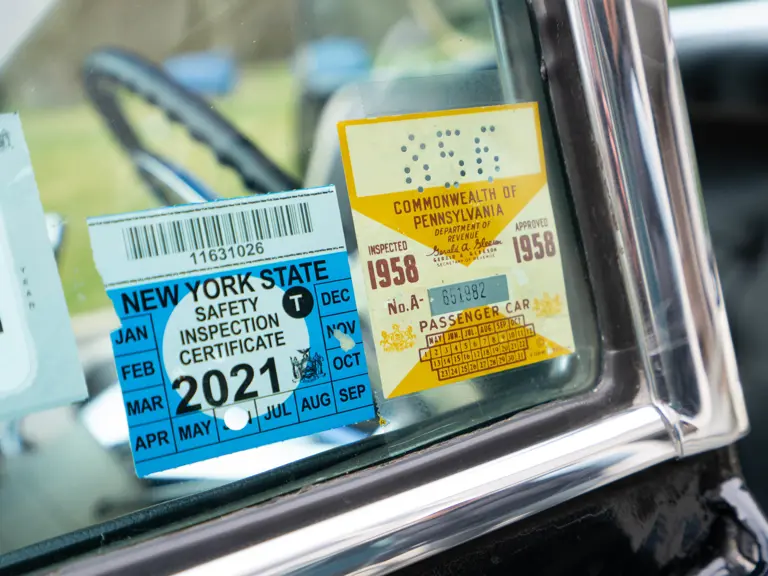 11631026
NEW YORK STATE
SAFETY
INSPECTION
CERTIFICATE
T
2021
JAN
FEB
MAR
APR
MAY
JUL
AUG
SEP
OCT
NOV
DEC
COMMONWEALTH OF
PENNSYLVANIA
DEPARTMENT OF
REVENUE
INSPECTED
1958
APPROVED
1958
No. A-
651982
PASSENGER CAR
YEAR